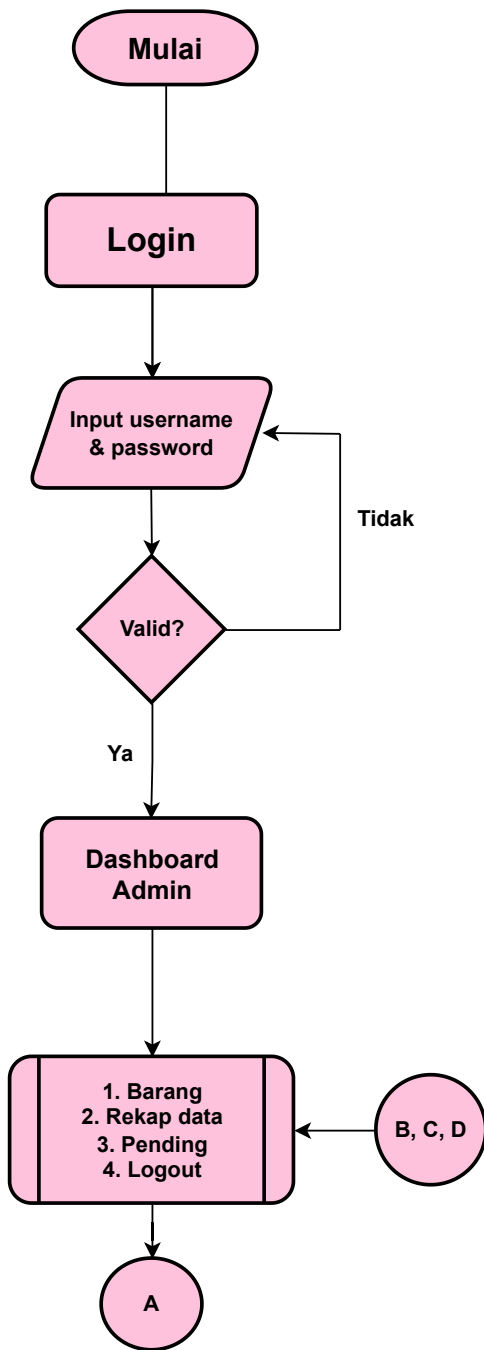 Mulai
Login
Input username
& password
Tidak
Valid?
Ya
Dashboard
Admin
1. Barang
2. Rekap data
3. Pending
4. Logout
B, C, D
A